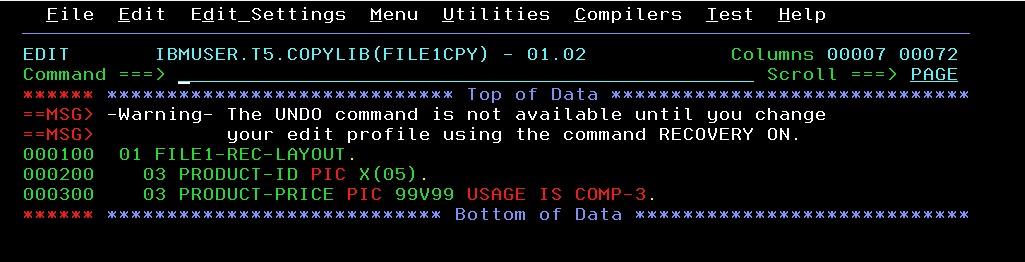 File Edit Edit_Settings Menu Utilities Compilers Test Help
EDIT IBMUSER.T5.COPYLIB(FILE1CPY) - 01.02 Columns 00007 00072
Command ===> Scroll ===> PAGE
****** ***************************** Top of Data ******************************
==MSG> -Warning- The UNDO command is not available until you change
==MSG> your edit profile using the command RECOVERY ON.
000100 01 FILE1-REC-LAYOUT.
000200 03 PRODUCT-ID PIC X(05).
000300 03 PRODUCT-PRICE PIC 99V99 USAGE IS COMP-3.
****** **************************** Bottom of Data ****************************